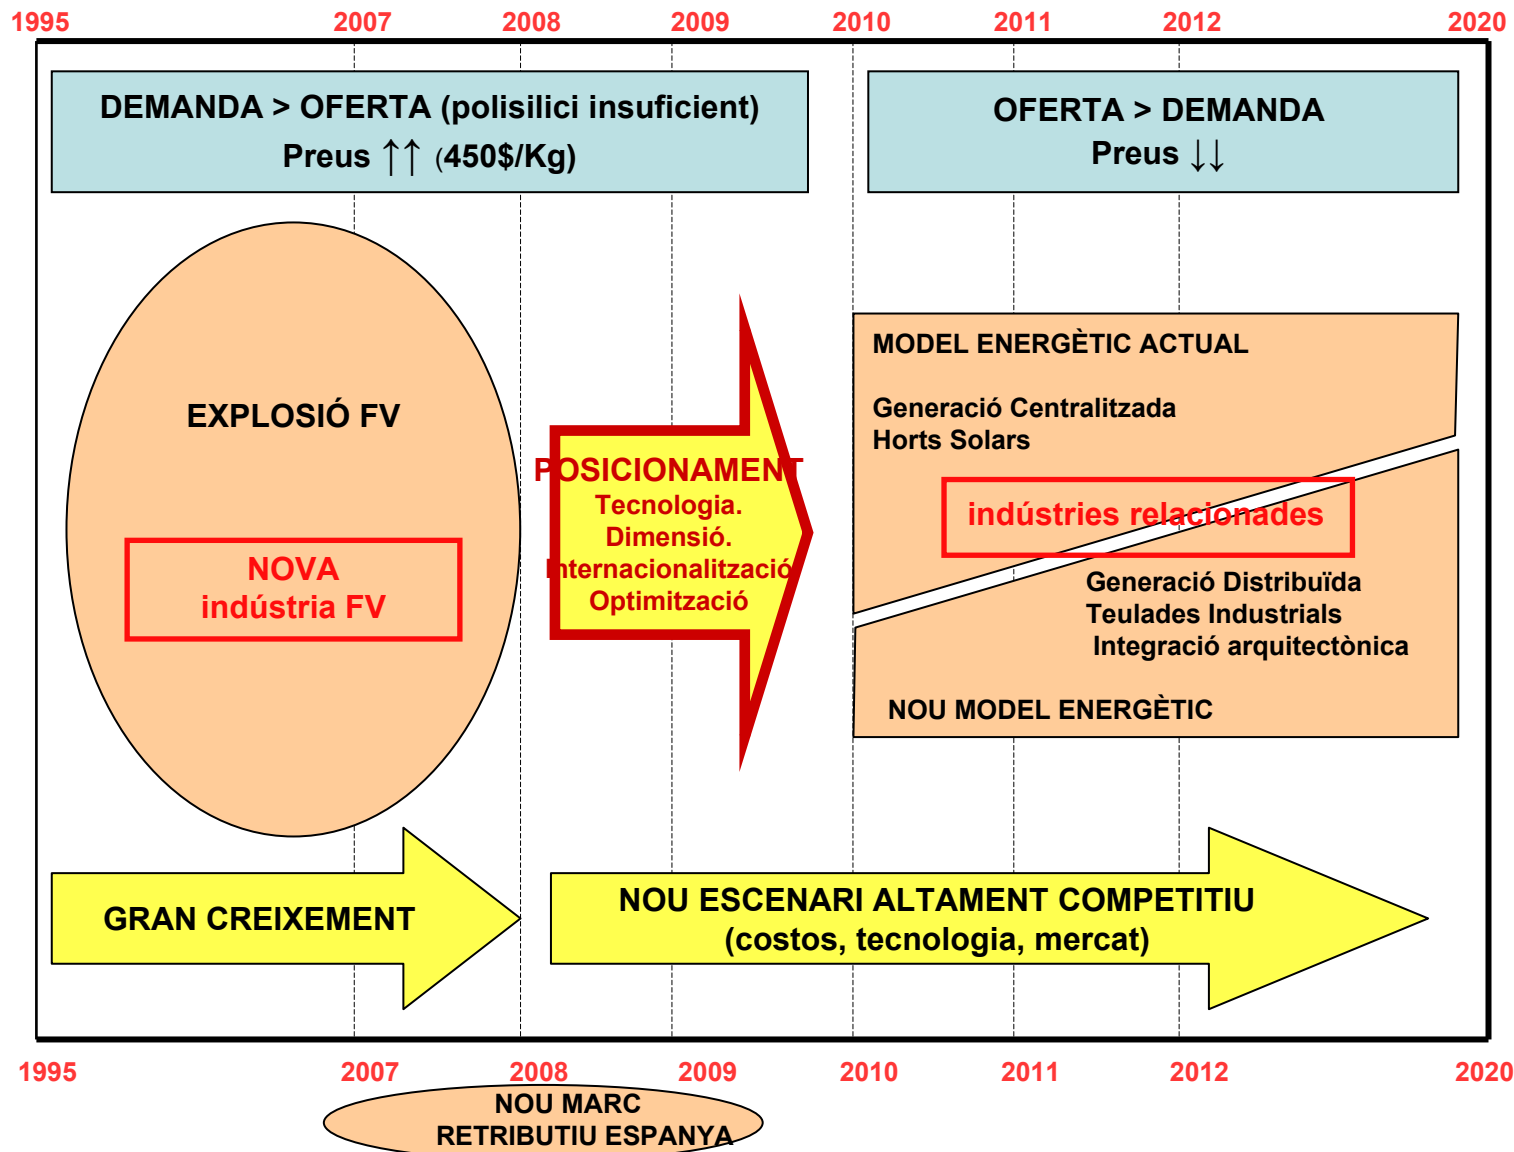 1995 2007 2008 2009 2010 2011 2012 2020
DEMANDA > OFERTA (polisilici insuficient)
Preus ↑↑ (450$/Kg)
OFERTA > DEMANDA
Preus ↓↓
EXPLOSIÓ FV
NOVA
indústria FV
POSICIONAMENT
Tecnologia.
Dimensió.
Internacionalització
Optimització
MODEL ENERGÈTIC ACTUAL
Generació Centralitzada
Horts Solars
indústries relacionades
Generació Distribuïda
Teulades Industrials
Integració arquitectònica
NOU MODEL ENERGÈTIC
GRAN CREIXEMENT
NOU ESCENARI ALTAMENT COMPETITIU
(costos, tecnologia, mercat)
1995 2007 2008 2009 2010 2011 2012 2020
NOU MARC
RETRIBUTIU ESPANYA